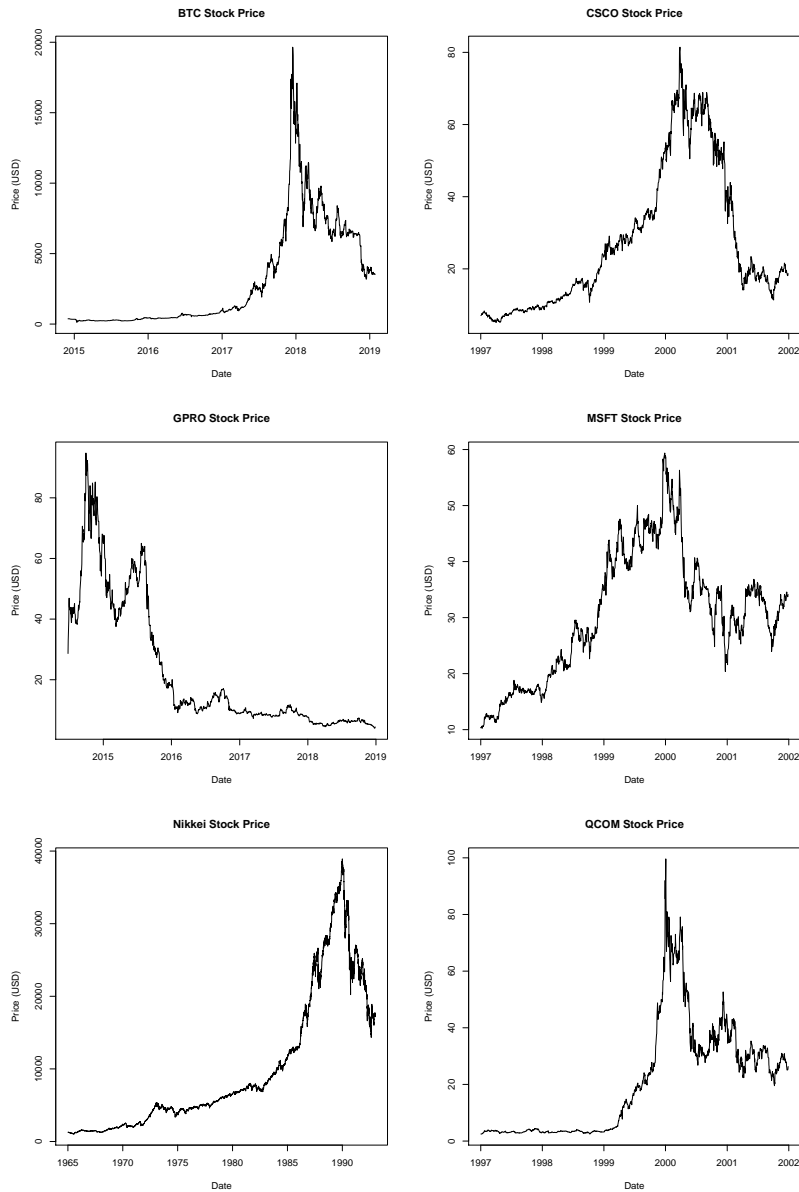 BTC Stock Price
Price (USD)
20000
15000
10000
5000
0
2015 2016 2017 2018 2019
Date
CSCO Stock Price
Price (USD)
80
60
40
20
1997 1998 1999 2000 2001 2002
Date
GPRO Stock Price
Price (USD)
80
60
40
20
2015 2016 2017 2018 2019
Date
MSFT Stock Price
Price (USD)
60
50
40
30
20
10
1997 1998 1999 2000 2001 2002
Date
Nikkei Stock Price
Price (USD)
40000
30000
20000
10000
0
1965 1970 1975 1980 1985 1990
Date
QCOM Stock Price
Price (USD)
100
80
60
40
20
0
1997 1998 1999 2000 2001 2002
Date